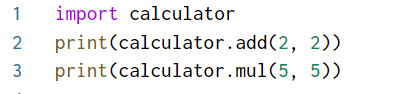 1 import calculator
2 print(calculator.add(2, 2))
3 print(calculator.mul(5, 5))